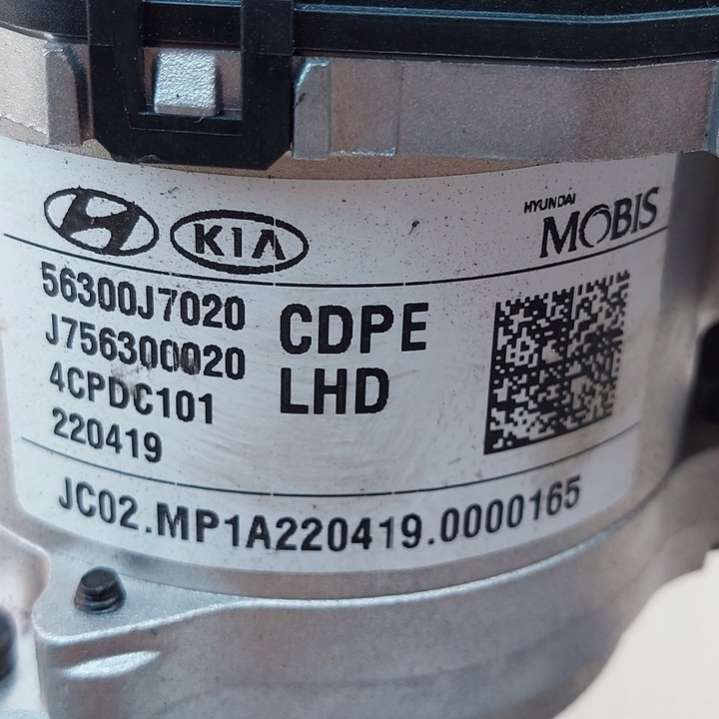 KIA
HYUNDAI
MOBIS
56300J7020
J756300020
4CPDC101
220419
CDPE
LHD
JC02.MP1A220419.0000165